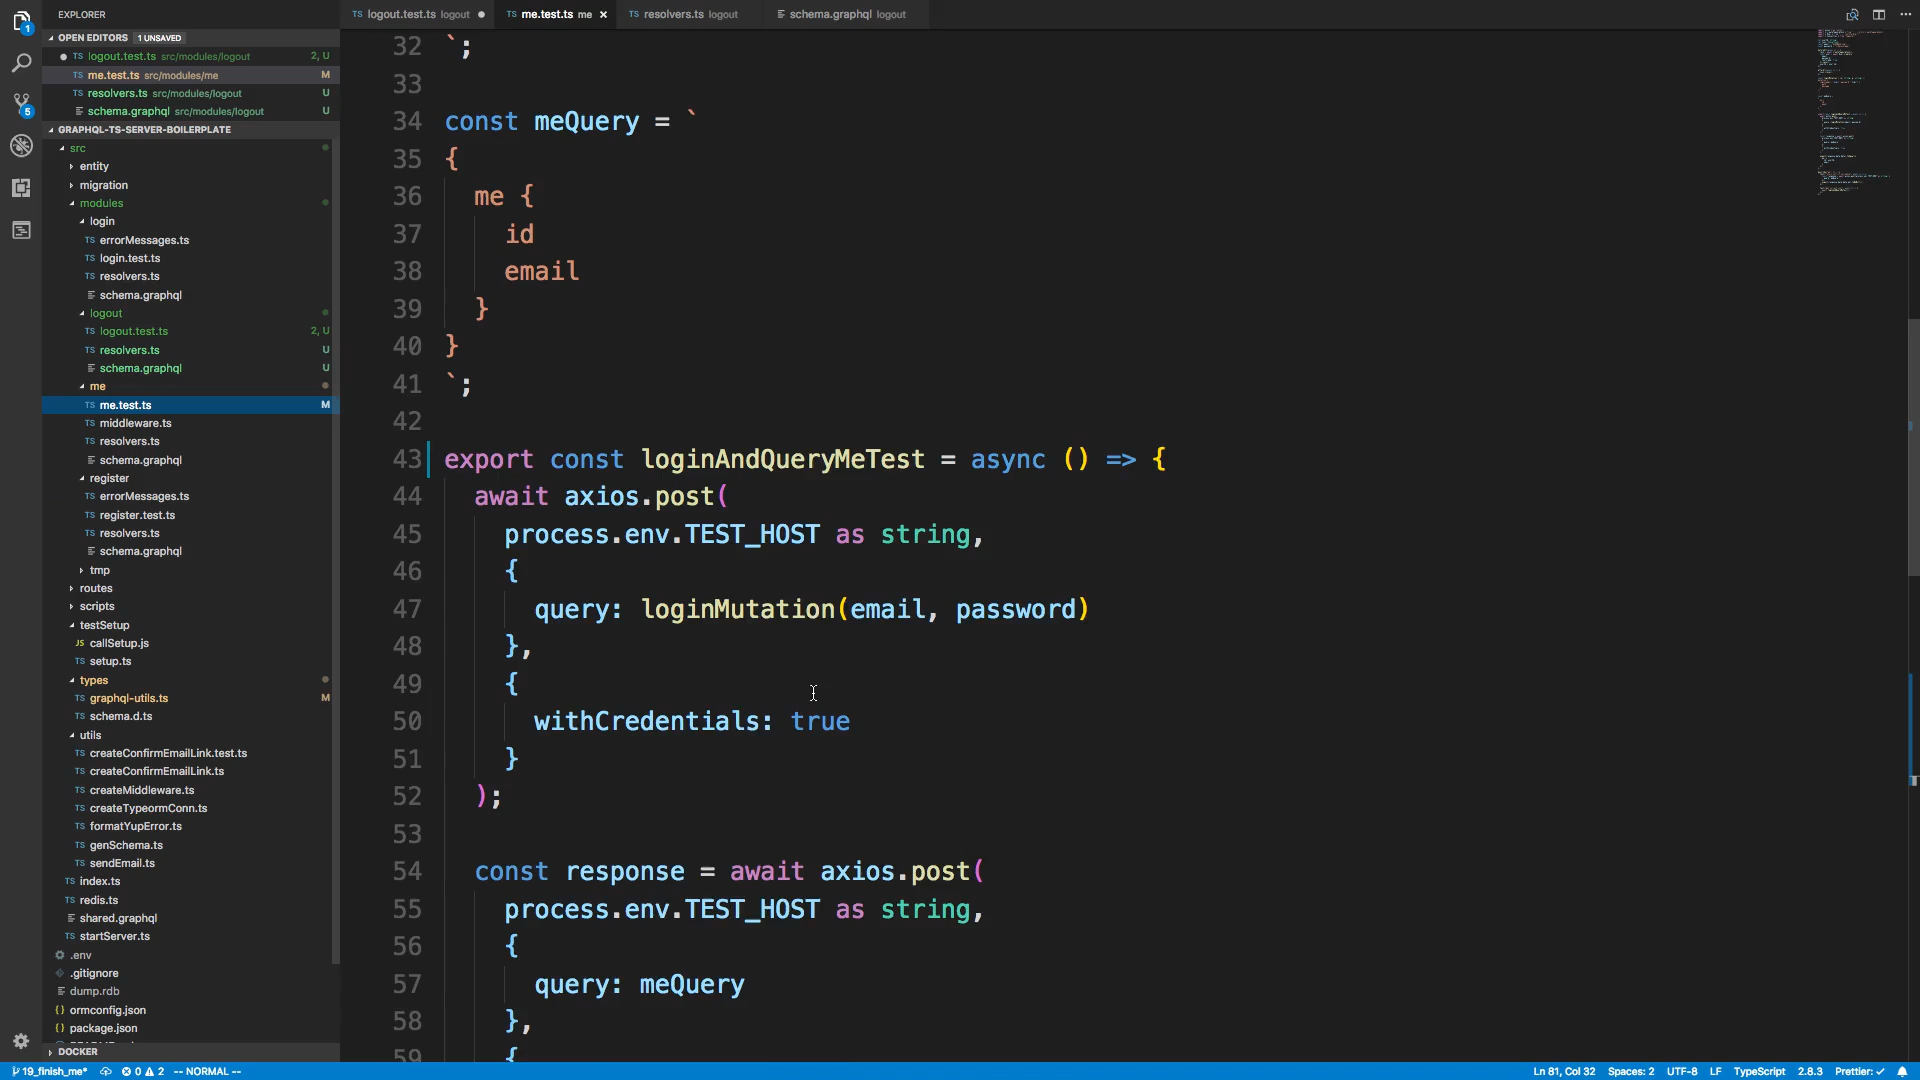 EXPLORER
OPEN EDITORS 1 UNSAVED
TS logout.test.ts src/modules/logout 2, U
TS me.test.ts src/modules/me M
TS resolvers.ts src/modules/logout U
schema.graphql src/modules/logout U
GRAPHQL-TS-SERVER-BOILERPLATE
src
entity
migration
modules
login
TS errorMessages.ts
TS login.test.ts
TS resolvers.ts
schema.graphql
logout
TS logout.test.ts 2, U
TS resolvers.ts U
schema.graphql U
me
TS me.test.ts M
TS middleware.ts
TS resolvers.ts
schema.graphql
register
TS errorMessages.ts
TS register.test.ts
TS resolvers.ts
schema.graphql
tmp
routes
scripts
testSetup
JS callSetup.js
TS setup.ts
types
TS graphql-utils.ts M
TS schema.d.ts
utils
TS createConfirmEmailLink.test.ts
TS createConfirmEmailLink.ts
TS createMiddleware.ts
TS createTypeormConn.ts
TS formatYupError.ts
TS genSchema.ts
TS sendEmail.ts
TS index.ts
TS redis.ts
shared.graphql
TS startServer.ts
.env
.gitignore
dump.rdb
{} ormconfig.json
{} package.json
DOCKER
1
5
TS logout.test.ts logout
TS me.test.ts me
TS resolvers.ts logout
schema.graphql logout
32 `;
33
34 const meQuery = `
35 {
36 me {
37 id
38 email
39 }
40 }
41 `;
42
43 export const loginAndQueryMeTest = async () => {
44 await axios.post(
45 process.env.TEST_HOST as string,
46 {
47 query: loginMutation(email, password)
48 },
49 {
50 withCredentials: true
51 }
52 );
53
54 const response = await axios.post(
55 process.env.TEST_HOST as string,
56 {
57 query: meQuery
58 },
59 {
19_finish_me* 0 2 -- NORMAL --
Ln 81, Col 32 Spaces: 2 UTF-8 LF TypeScript 2.8.3 Prettier: ✓